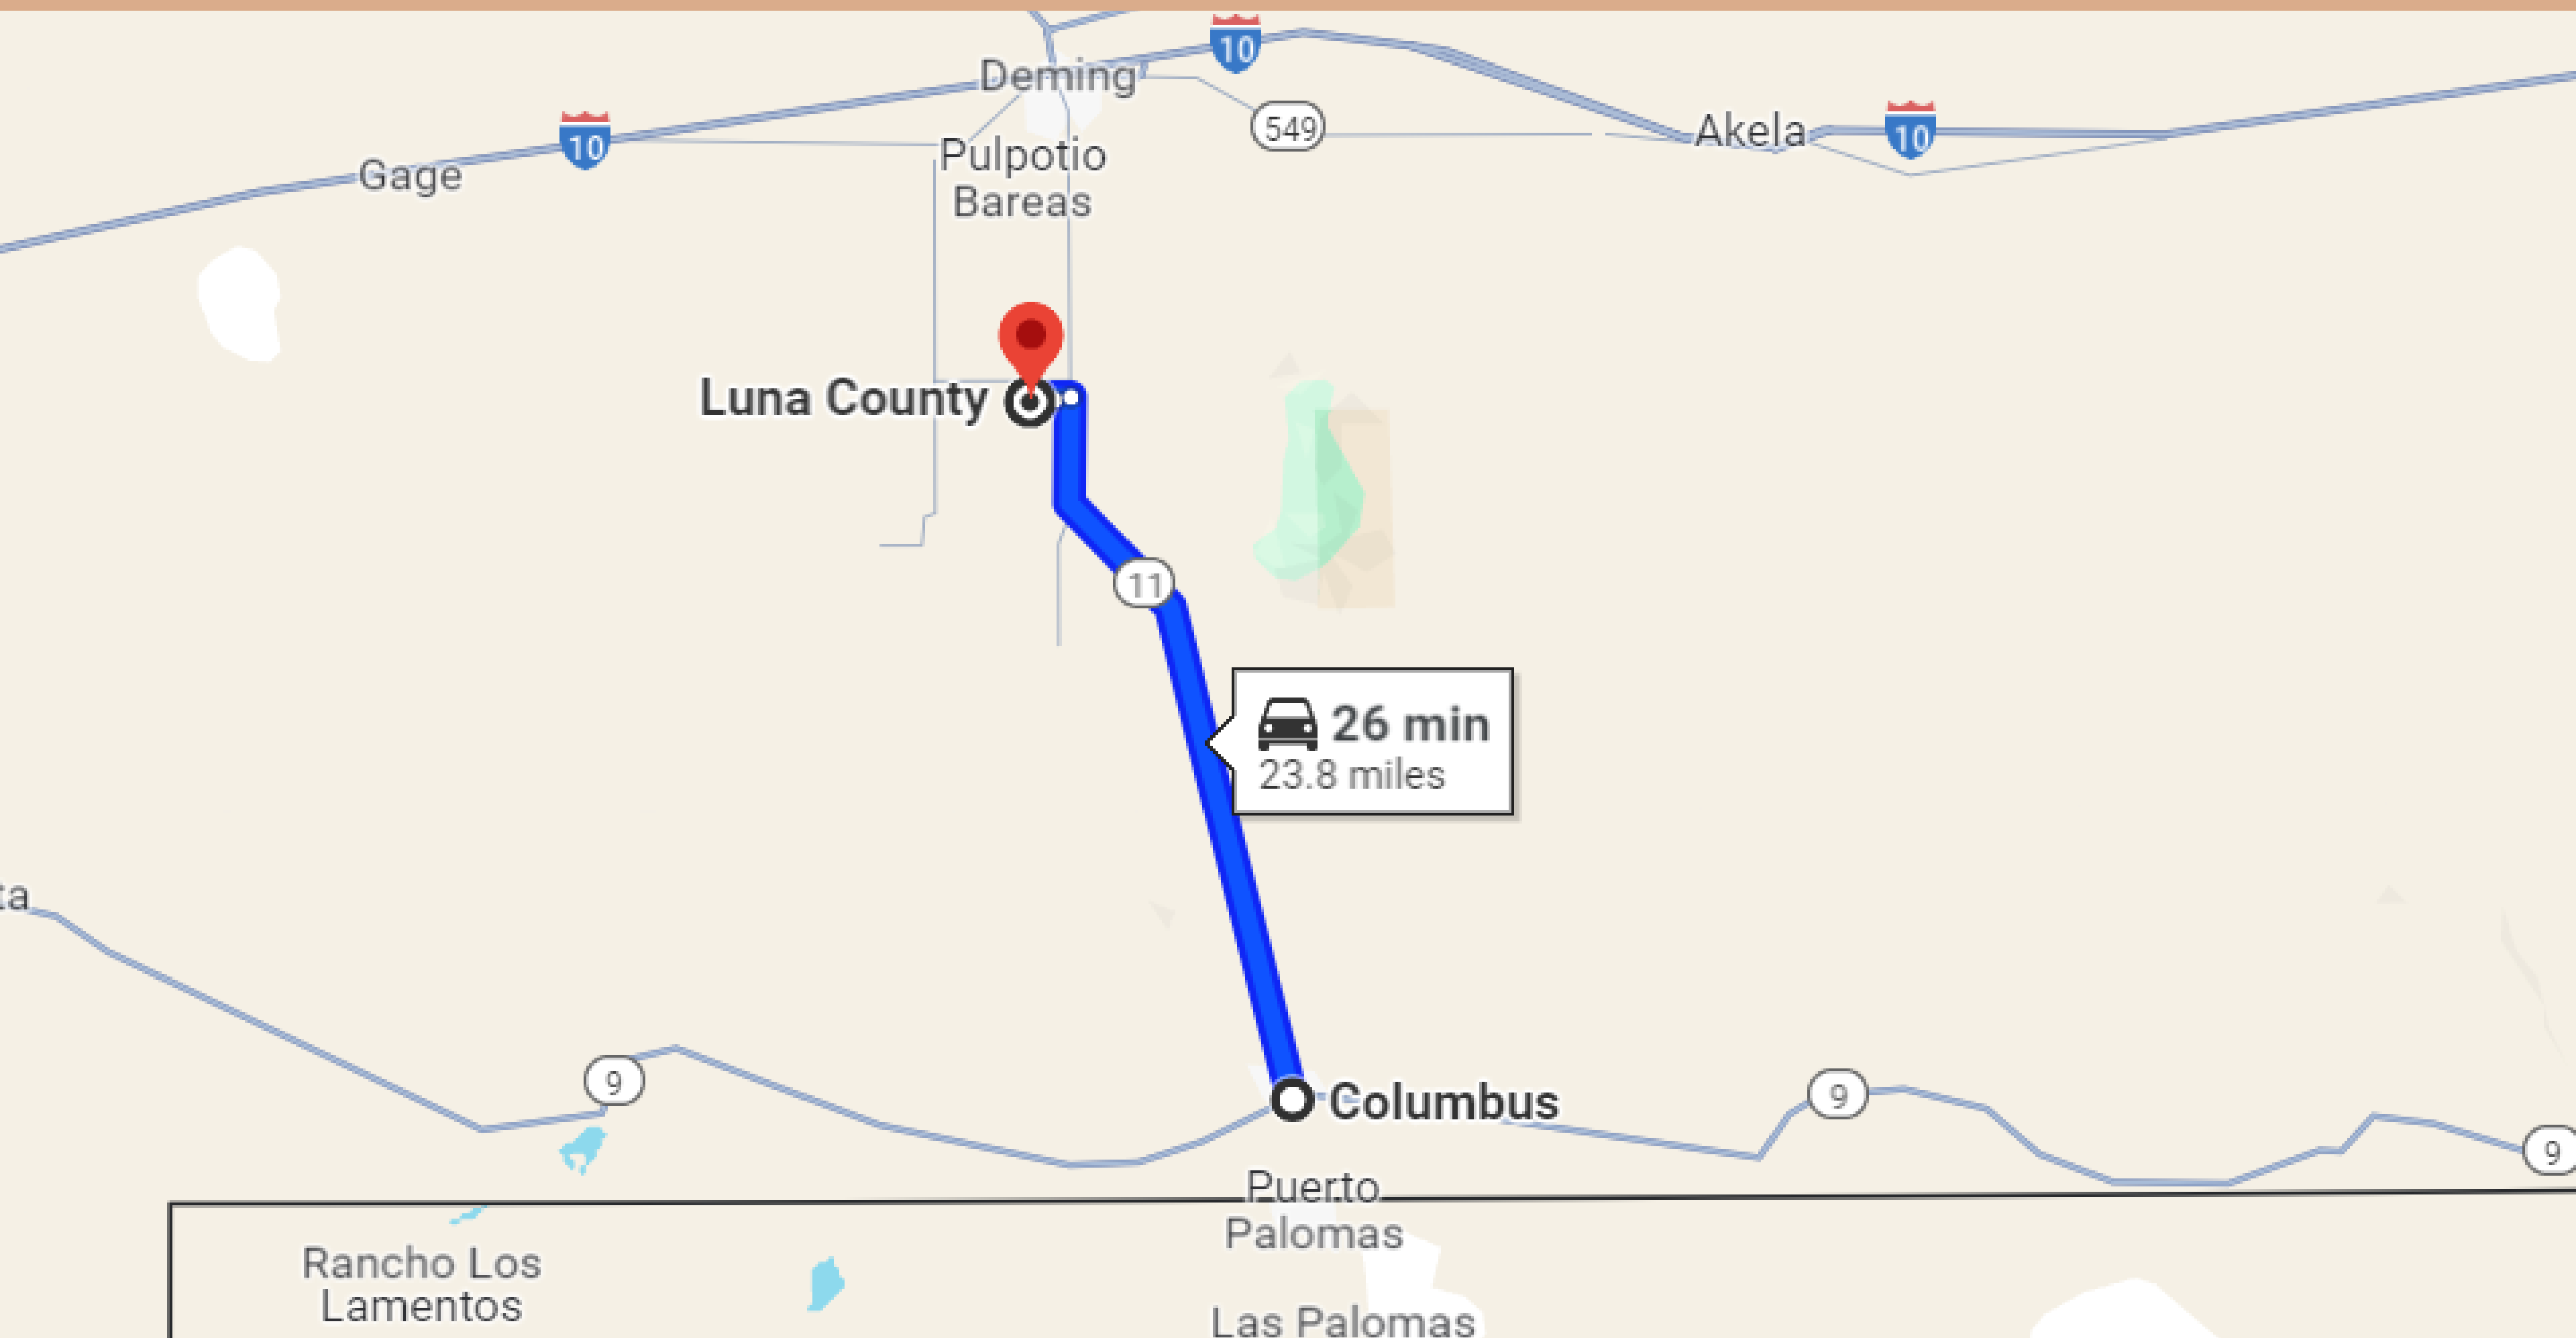 10
Deming
549
Akela
10
10
Gage
Pulpotio
Bareas
Luna County
11
26 min
23.8 miles
ta
9
Columbus
9
9
Puerto
Palomas
Rancho Los
Lamentos
Las Palomas